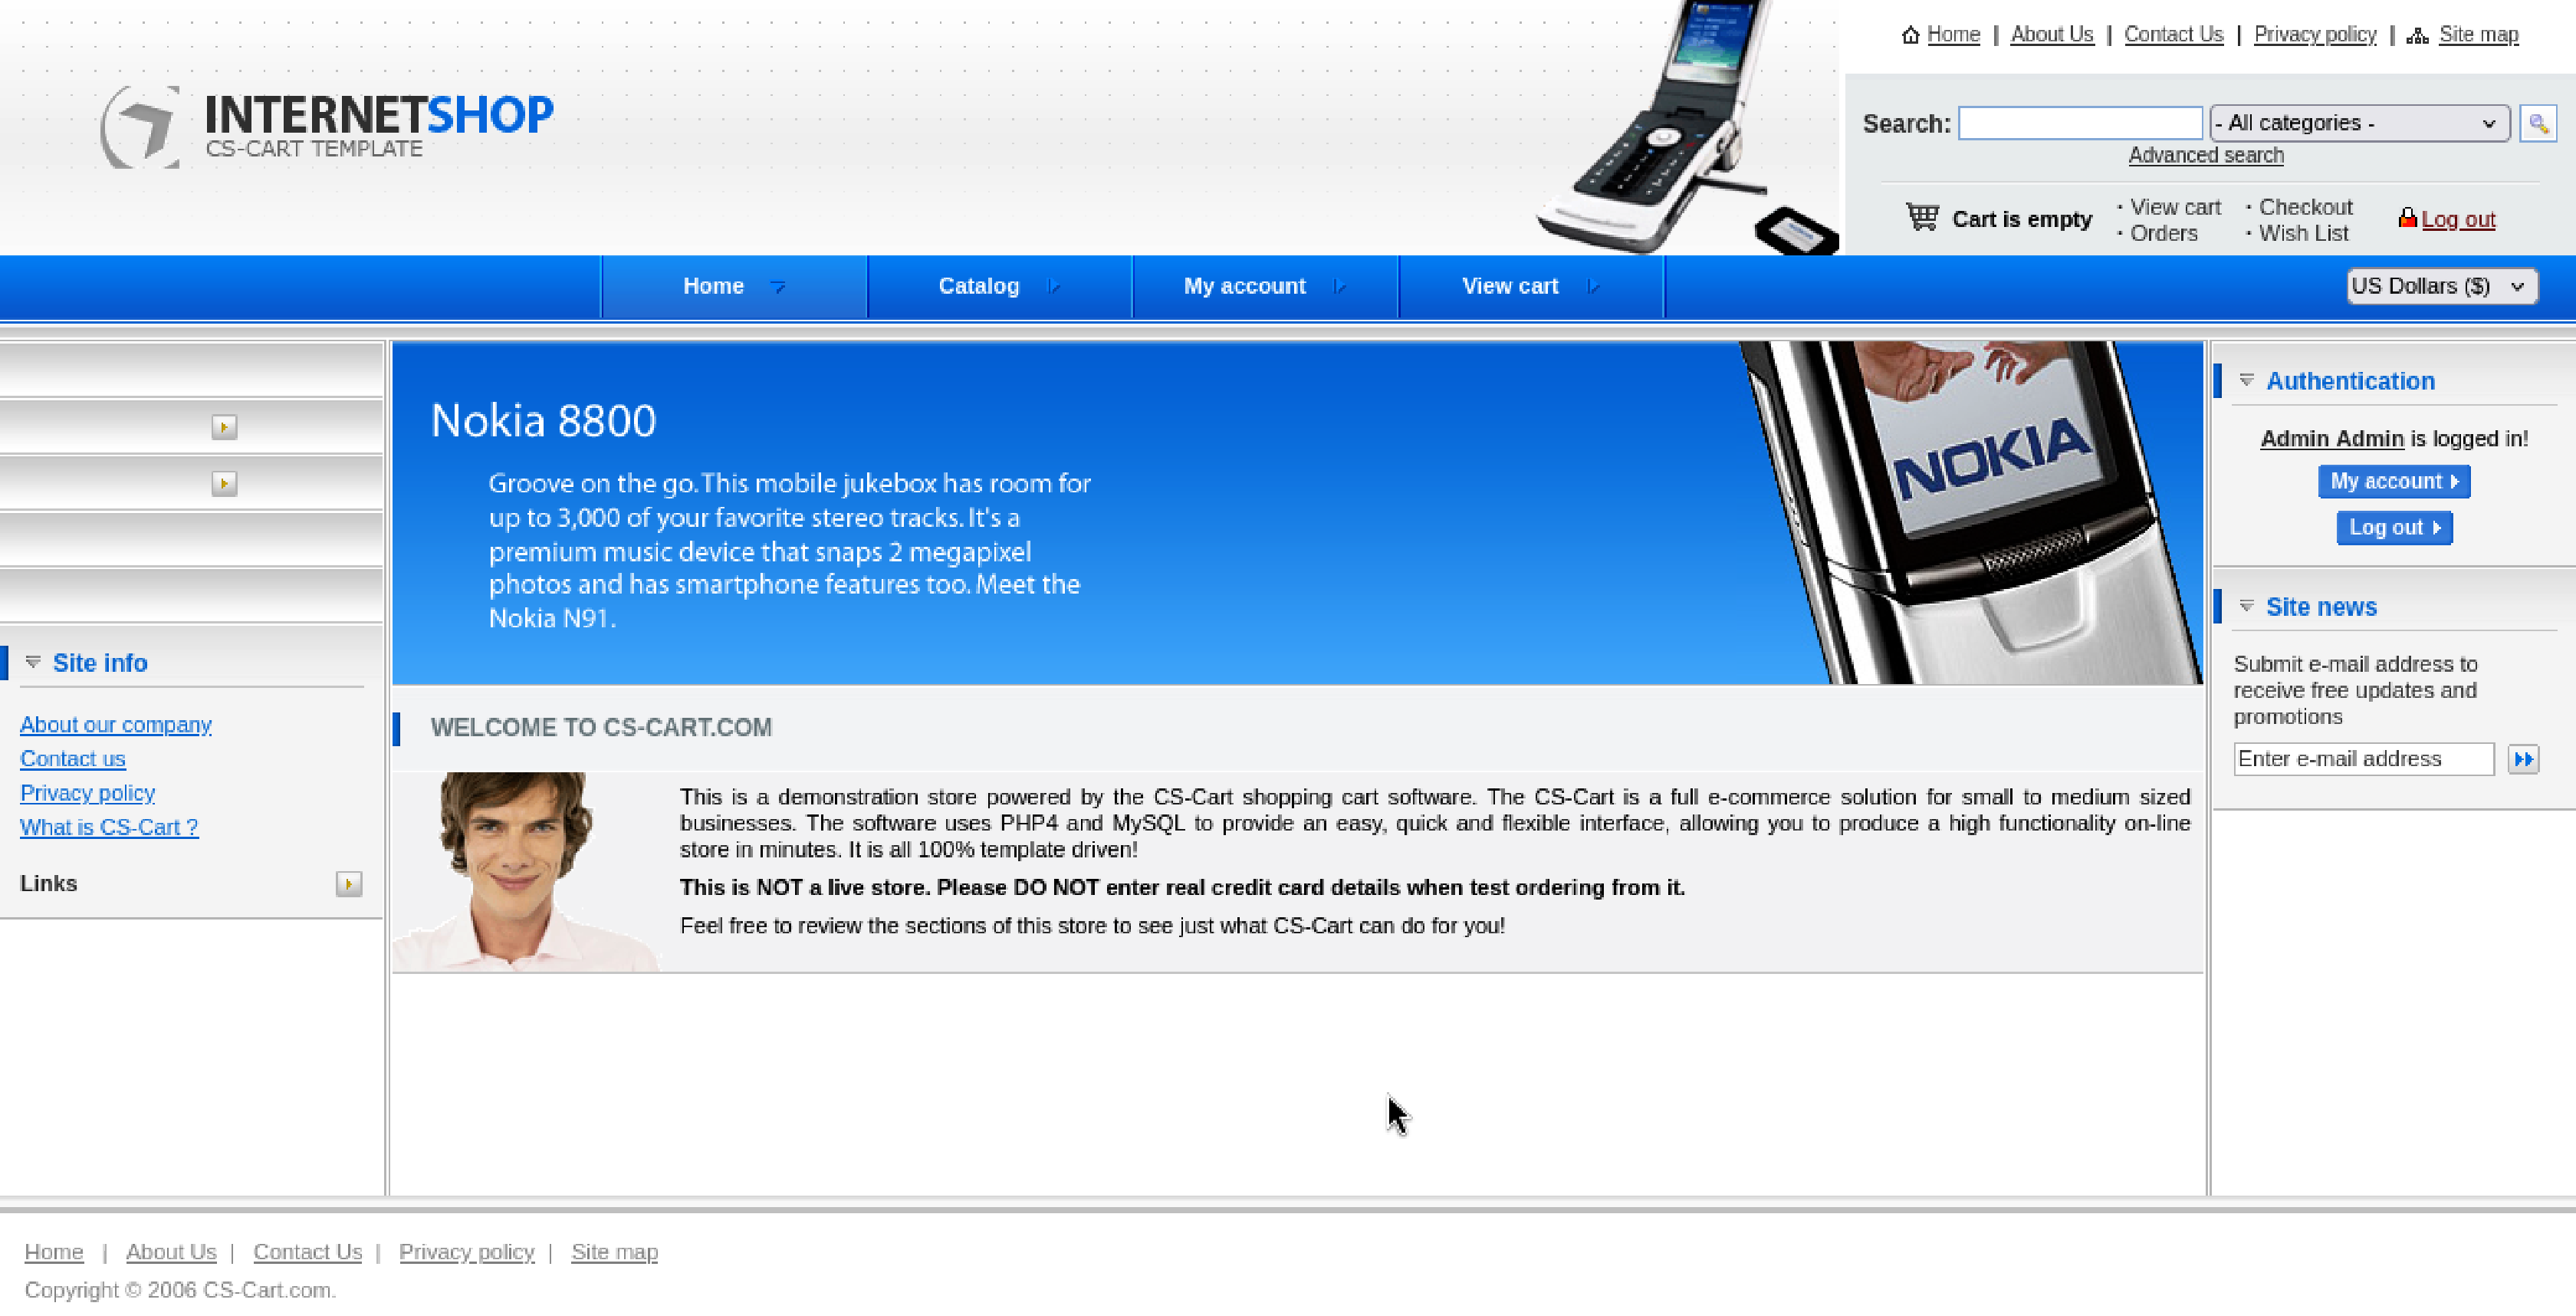 Home | About Us | Contact Us | Privacy policy | Site map
INTERNETSHOP
CS-CART TEMPLATE
Search: - All categories -
Advanced search
Cart is empty · View cart · Checkout Log out
· Orders · Wish List
NOKIA
Home Catalog My account View cart US Dollars ($)
Nokia 8800
Groove on the go. This mobile jukebox has room for
up to 3,000 of your favorite stereo tracks. It's a
premium music device that snaps 2 megapixel
photos and has smartphone features too. Meet the
Nokia N91.
NOKIA
Authentication
Admin Admin is logged in!
My account
Log out
Site news
Submit e-mail address to
receive free updates and
promotions
Enter e-mail address
Site info
About our company
Contact us
Privacy policy
What is CS-Cart ?
Links
WELCOME TO CS-CART.COM
This is a demonstration store powered by the CS-Cart shopping cart software. The CS-Cart is a full e-commerce solution for small to medium sized
businesses. The software uses PHP4 and MySQL to provide an easy, quick and flexible interface, allowing you to produce a high functionality on-line
store in minutes. It is all 100% template driven!
This is NOT a live store. Please DO NOT enter real credit card details when test ordering from it.
Feel free to review the sections of this store to see just what CS-Cart can do for you!
Home | About Us | Contact Us | Privacy policy | Site map
Copyright © 2006 CS-Cart.com.